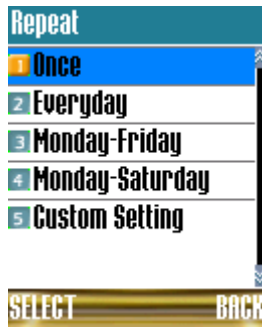 Repeat
1 Once
2 Everyday
3 Monday-Friday
4 Monday-Saturday
5 Custom Setting
SELECT BACK